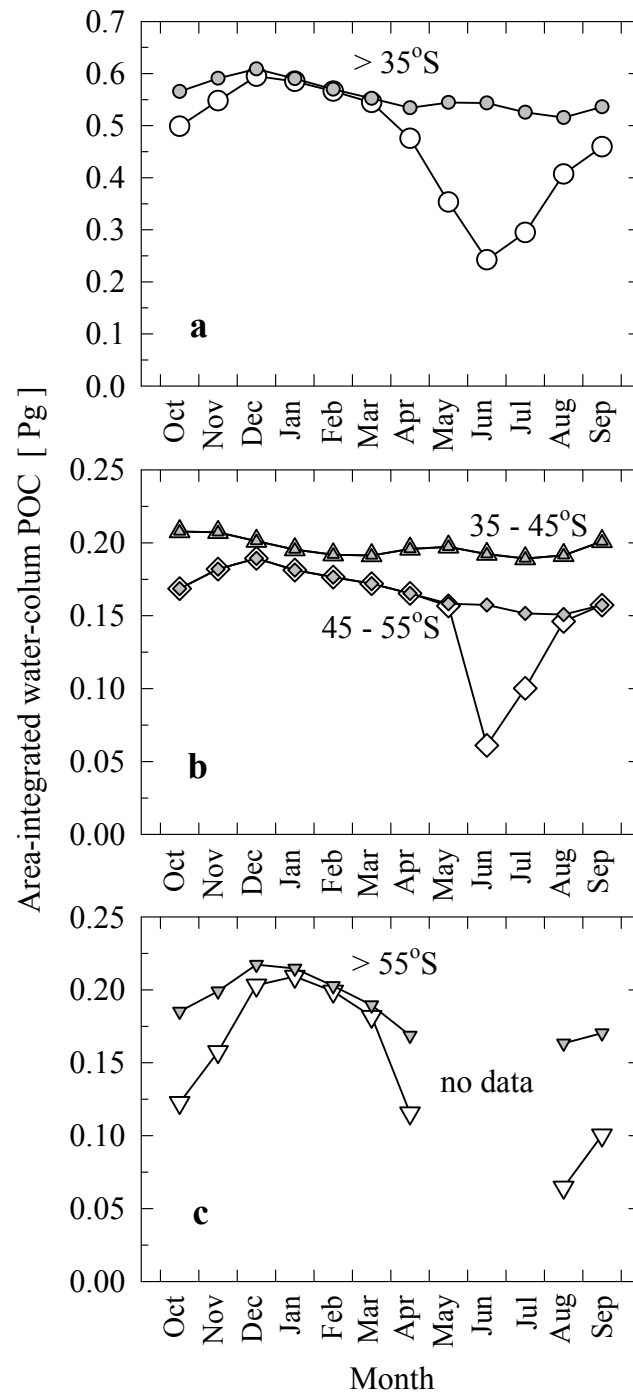 Area-integrated water-colum POC [ Pg ]
0.7
0.6
0.5
0.4
0.3
0.2
0.1
0.0
> 35°S
a
Oct Nov Dec Jan Feb Mar Apr May Jun Jul Aug Sep
0.25
0.20
0.15
0.10
0.05
0.00
35 - 45°S
45 - 55°S
b
Oct Nov Dec Jan Feb Mar Apr May Jun Jul Aug Sep
0.25
0.20
0.15
0.10
0.05
0.00
> 55°S
no data
c
Oct Nov Dec Jan Feb Mar Apr May Jun Jul Aug Sep
Month